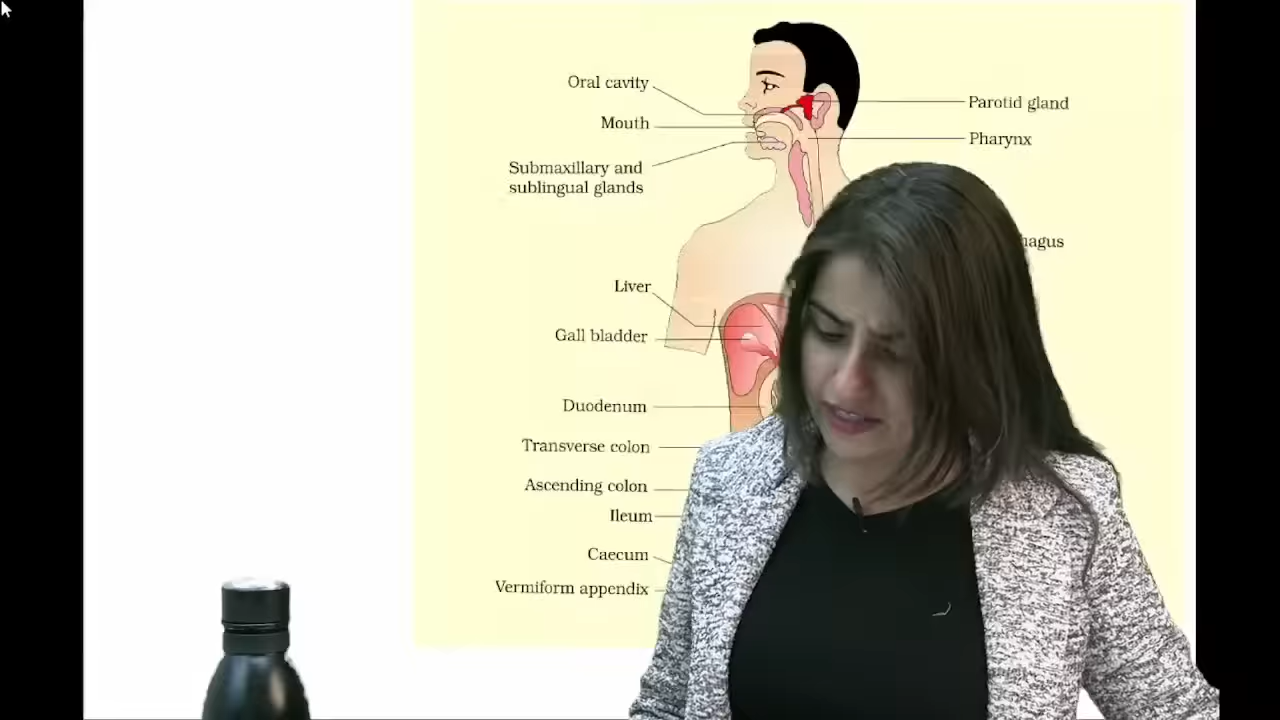 Oral cavity
Mouth
Submaxillary and
sublingual glands
Liver
Gall bladder
Duodenum
Transverse colon
Ascending colon
Ileum
Caecum
Vermiform appendix
Parotid gland
Pharynx